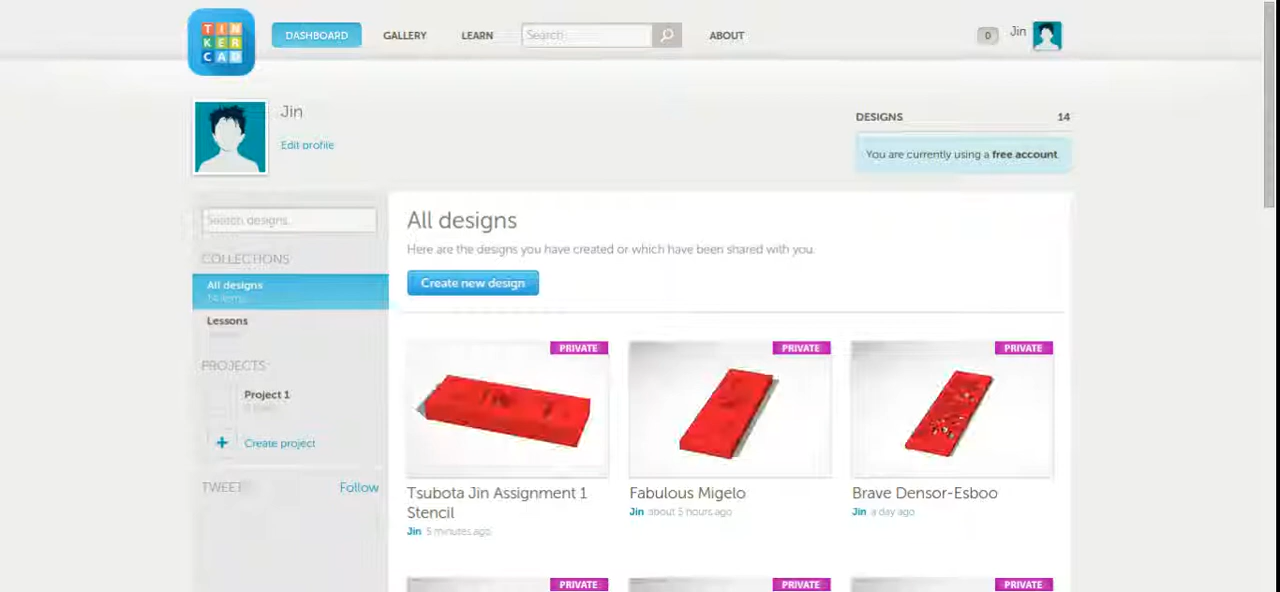 TIN
KER
CAD
DASHBOARD
GALLERY
LEARN
Search
ABOUT
0
Jin
Jin
Edit profile
DESIGNS 14
You are currently using a free account
Search designs.
COLLECTIONS
All designs
14 items
Lessons
PROJECTS
Project 1
+ Create project
TWEET
Follow
All designs
Here are the designs you have created or which have been shared with you.
Create new design
PRIVATE
PRIVATE
PRIVATE
Tsubota Jin Assignment 1
Stencil
Jin 5 minutes ago
Fabulous Migelo
Jin about 5 hours ago
Brave Densor-Esboo
Jin a day ago
PRIVATE
PRIVATE
PRIVATE